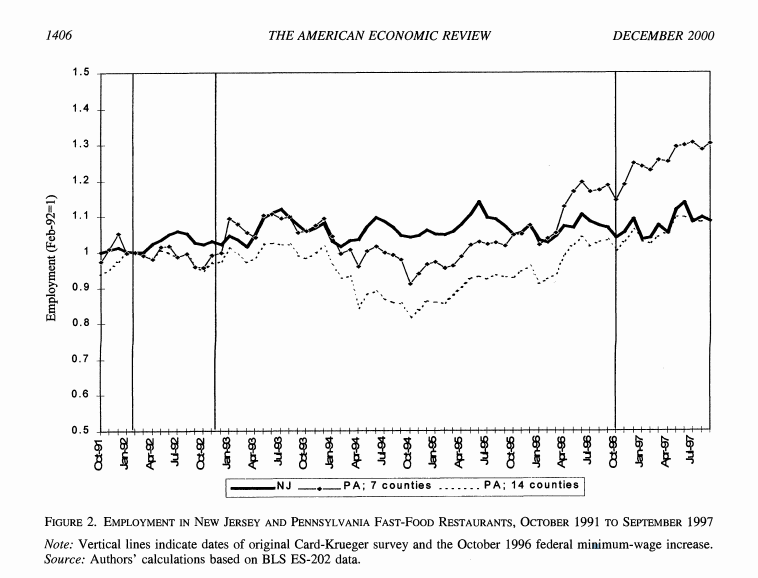 1406 THE AMERICAN ECONOMIC REVIEW DECEMBER 2000
Employment (Feb-92=1)
1.5
1.4
1.3
1.2
1.1
1
0.9
0.8
0.7
0.6
0.5
Oct-91 Jan-92 Apr-92 Jul-92 Oct-92 Jan-93 Apr-93 Jul-93 Oct-93 Jan-94 Apr-94 Jul-94 Oct-94 Jan-95 Apr-95 Jul-95 Oct-95 Jan-96 Apr-96 Jul-96 Oct-96 Jan-97 Apr-97 Jul-97
NJ PA; 7 counties PA; 14 counties
FIGURE 2. EMPLOYMENT IN NEW JERSEY AND PENNSYLVANIA FAST-FOOD RESTAURANTS, OCTOBER 1991 TO SEPTEMBER 1997
Note: Vertical lines indicate dates of original Card-Krueger survey and the October 1996 federal minimum-wage increase.
Source: Authors' calculations based on BLS ES-202 data.